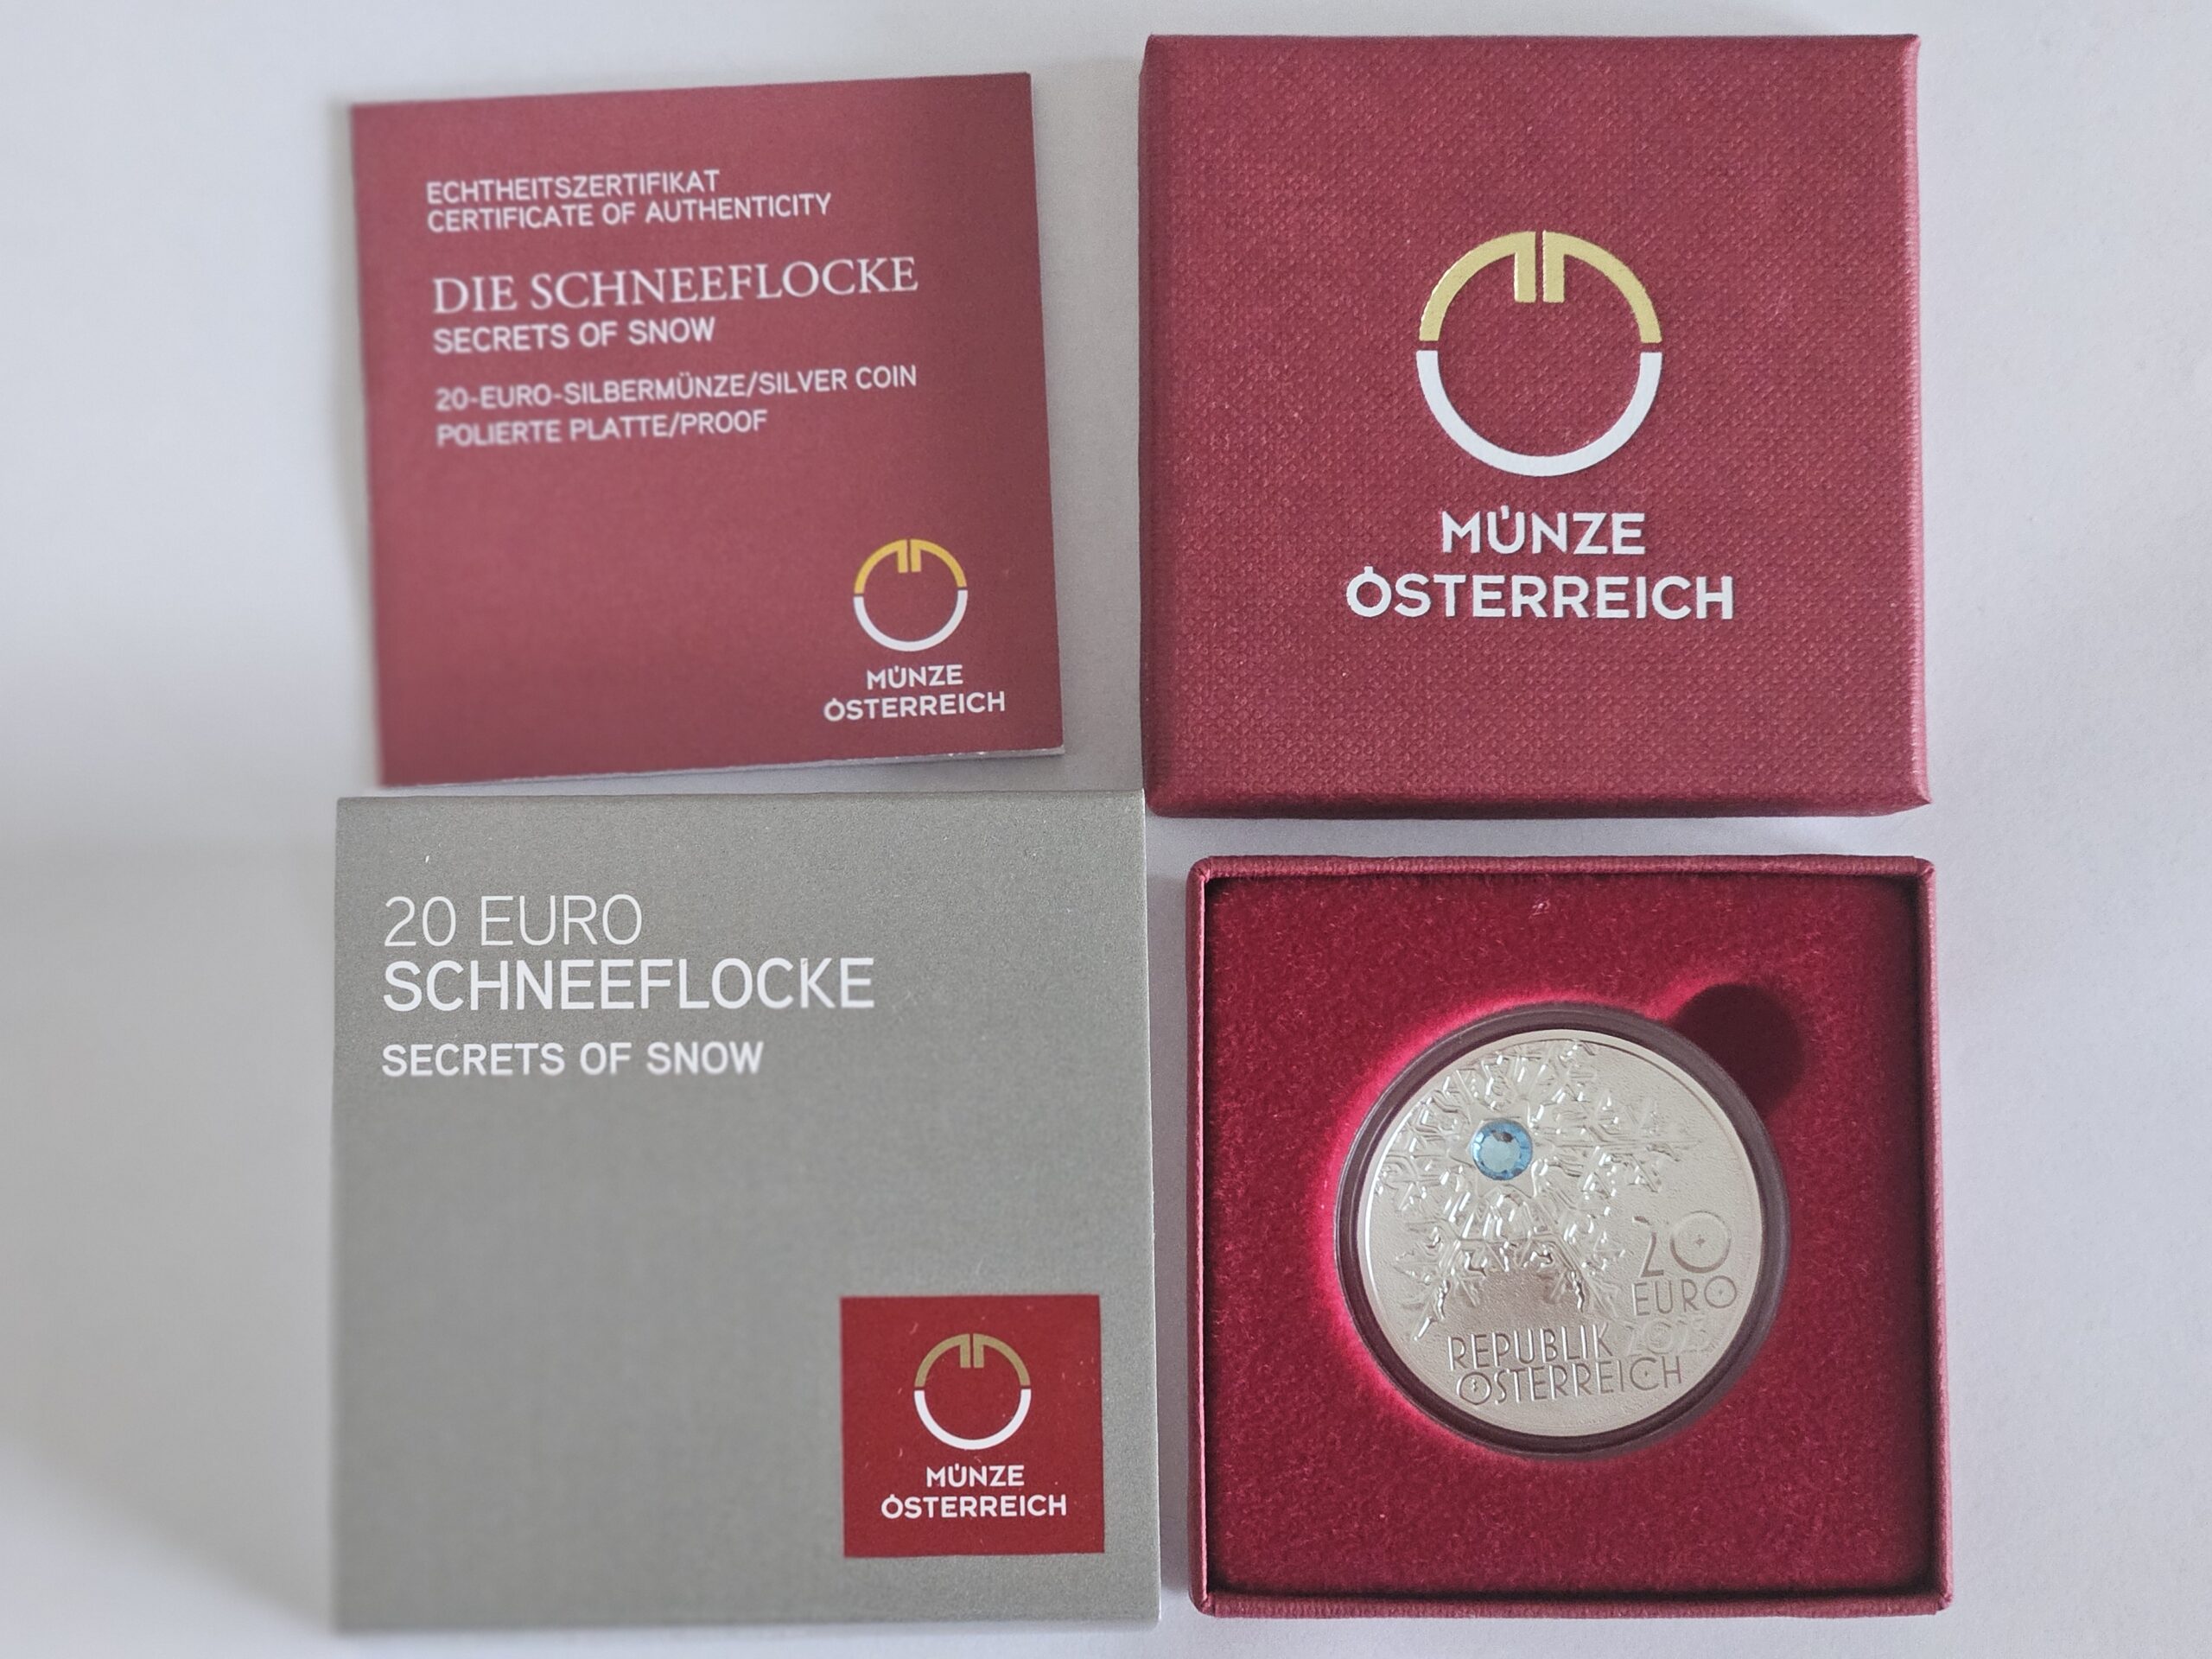 ECHTHEITSZERTIFIKAT
CERTIFICATE OF AUTHENTICITY
DIE SCHNEEFLOCKE
SECRETS OF SNOW
20-EURO-SILBERMÜNZE/SILVER COIN
POLIERTE PLATTE/PROOF
MÜNZE
ÖSTERREICH
MÜNZE
ÖSTERREICH
20 EURO
SCHNEEFLOCKE
SECRETS OF SNOW
MÜNZE
ÖSTERREICH
20
EURO
2023
REPUBLIK
ÖSTERREICH